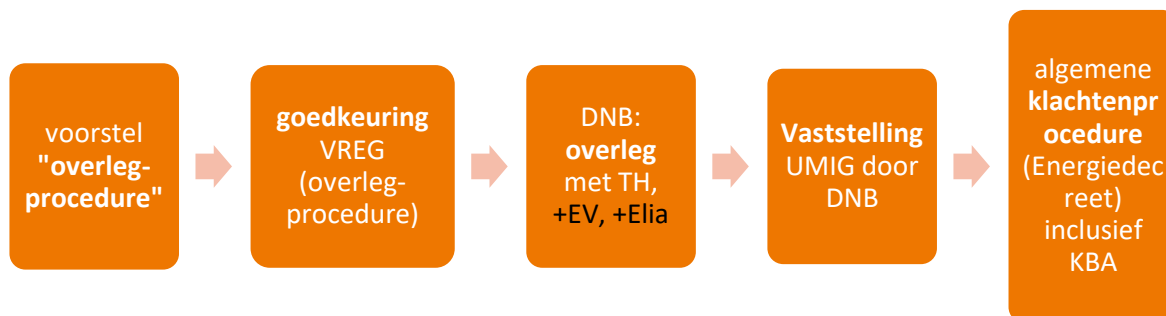 voorstel
"overleg-
procedure"
goedkeuring
VREG
(overleg-
procedure)
DNB:
overleg
met TH,
+EV, +Elia
Vaststelling
UMIG door
DNB
algemene
klachtenpr
ocedure
(Energiedec
reet)
inclusief
KBA